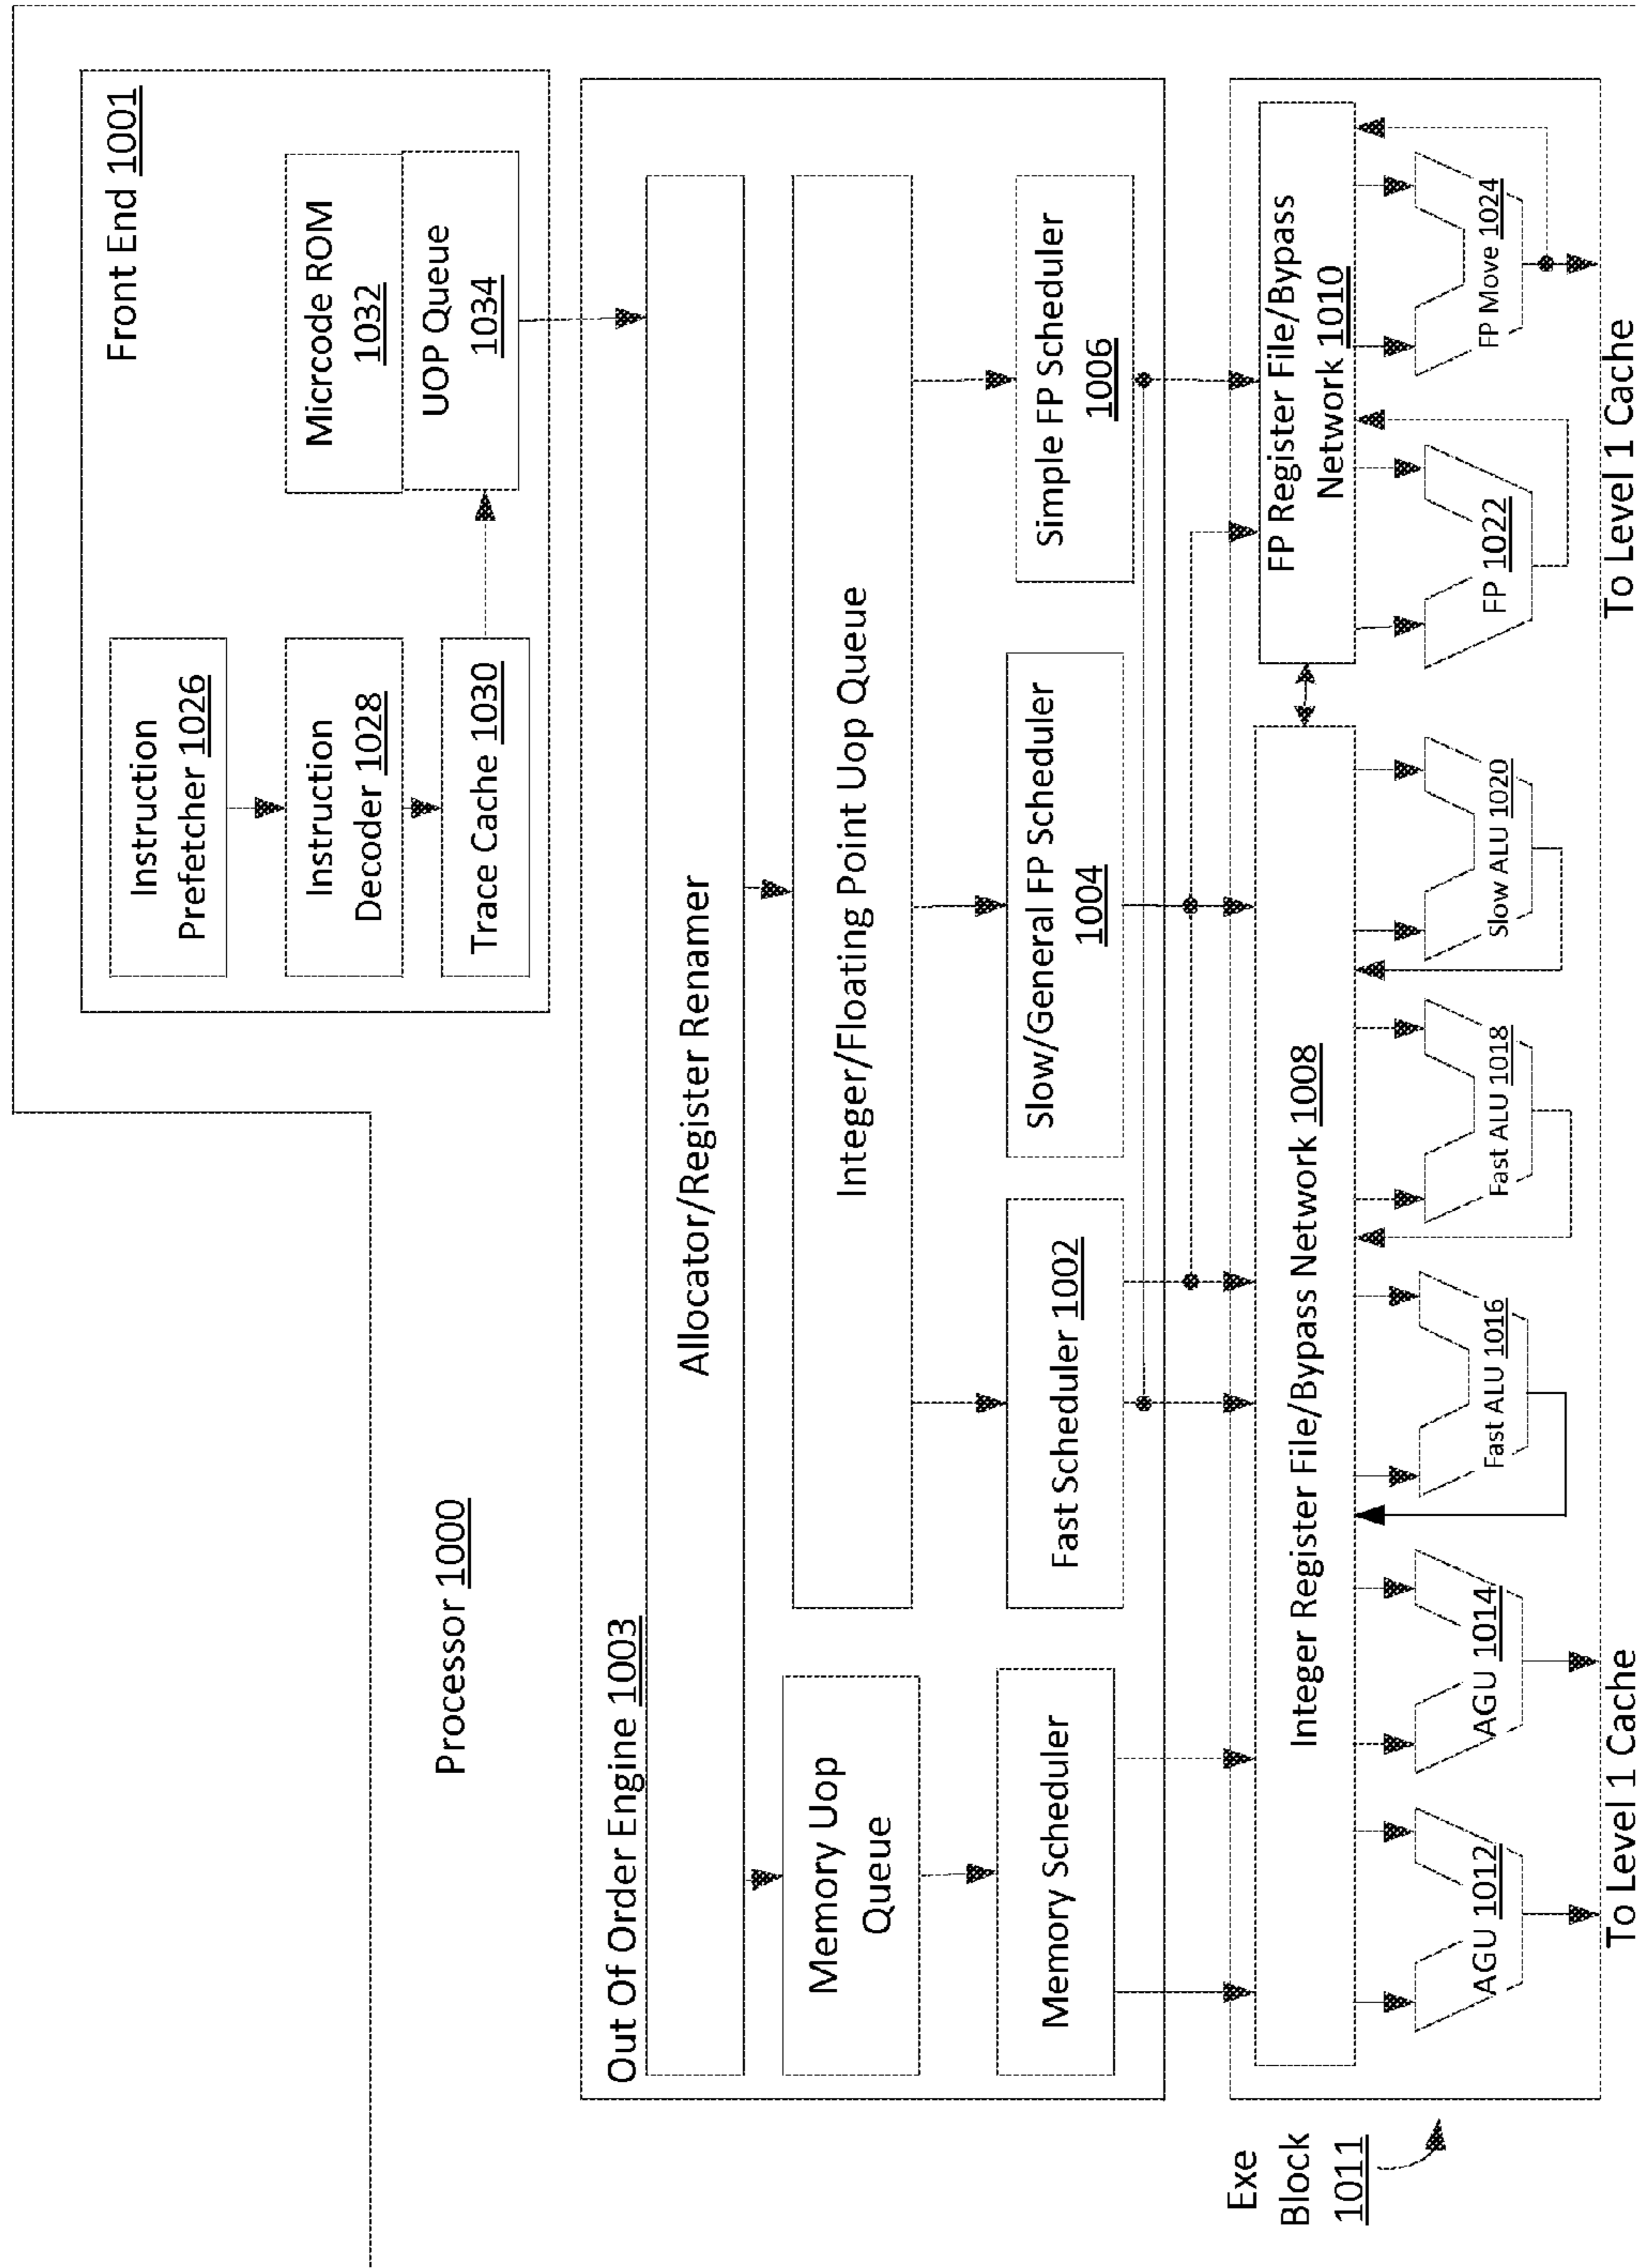 Processor 1000
Front End 1001
Instruction
Prefetcher 1026
Instruction
Decoder 1028
Trace Cache 1030
Microcode ROM
1032
UOP Queue
1034
Out Of Order Engine 1003
Allocator/Register Renamer
Memory Uop
Queue
Integer/Floating Point Uop Queue
Memory Scheduler
Fast Scheduler 1002
Slow/General FP Scheduler
1004
Simple FP Scheduler
1006
Exe
Block
1011
Integer Register File/Bypass Network 1008
FP Register File/Bypass
Network 1010
AGU 1012
AGU 1014
Fast ALU 1016
Fast ALU 1018
Slow ALU 1020
FP 1022
FP Move 1024
To Level 1 Cache
To Level 1 Cache